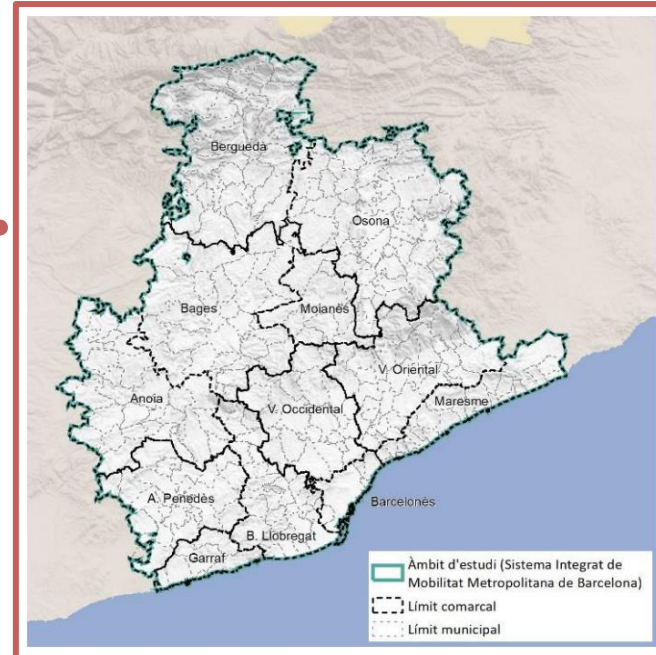 Berguedà
Osona
Bages
Moianès
V. Oriental
Anoia
V. Occidental
Maresme
A. Penedès
Barcelonès
B. Llobregat
Garraf
Àmbit d'estudi (Sistema Integrat de
Mobilitat Metropolitana de Barcelona)
Límit comarcal
Límit municipal